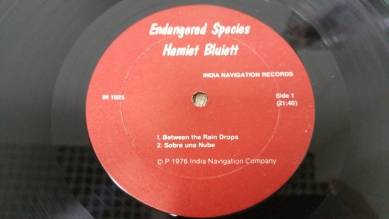 Endangered Species
Hamiet Bluiett
INDIA NAVIGATION RECORDS
IN 1025
Side 1
(21:40)
1. Between the Rain Drops
2. Sobre una Nube
© P 1976 India Navigation Company